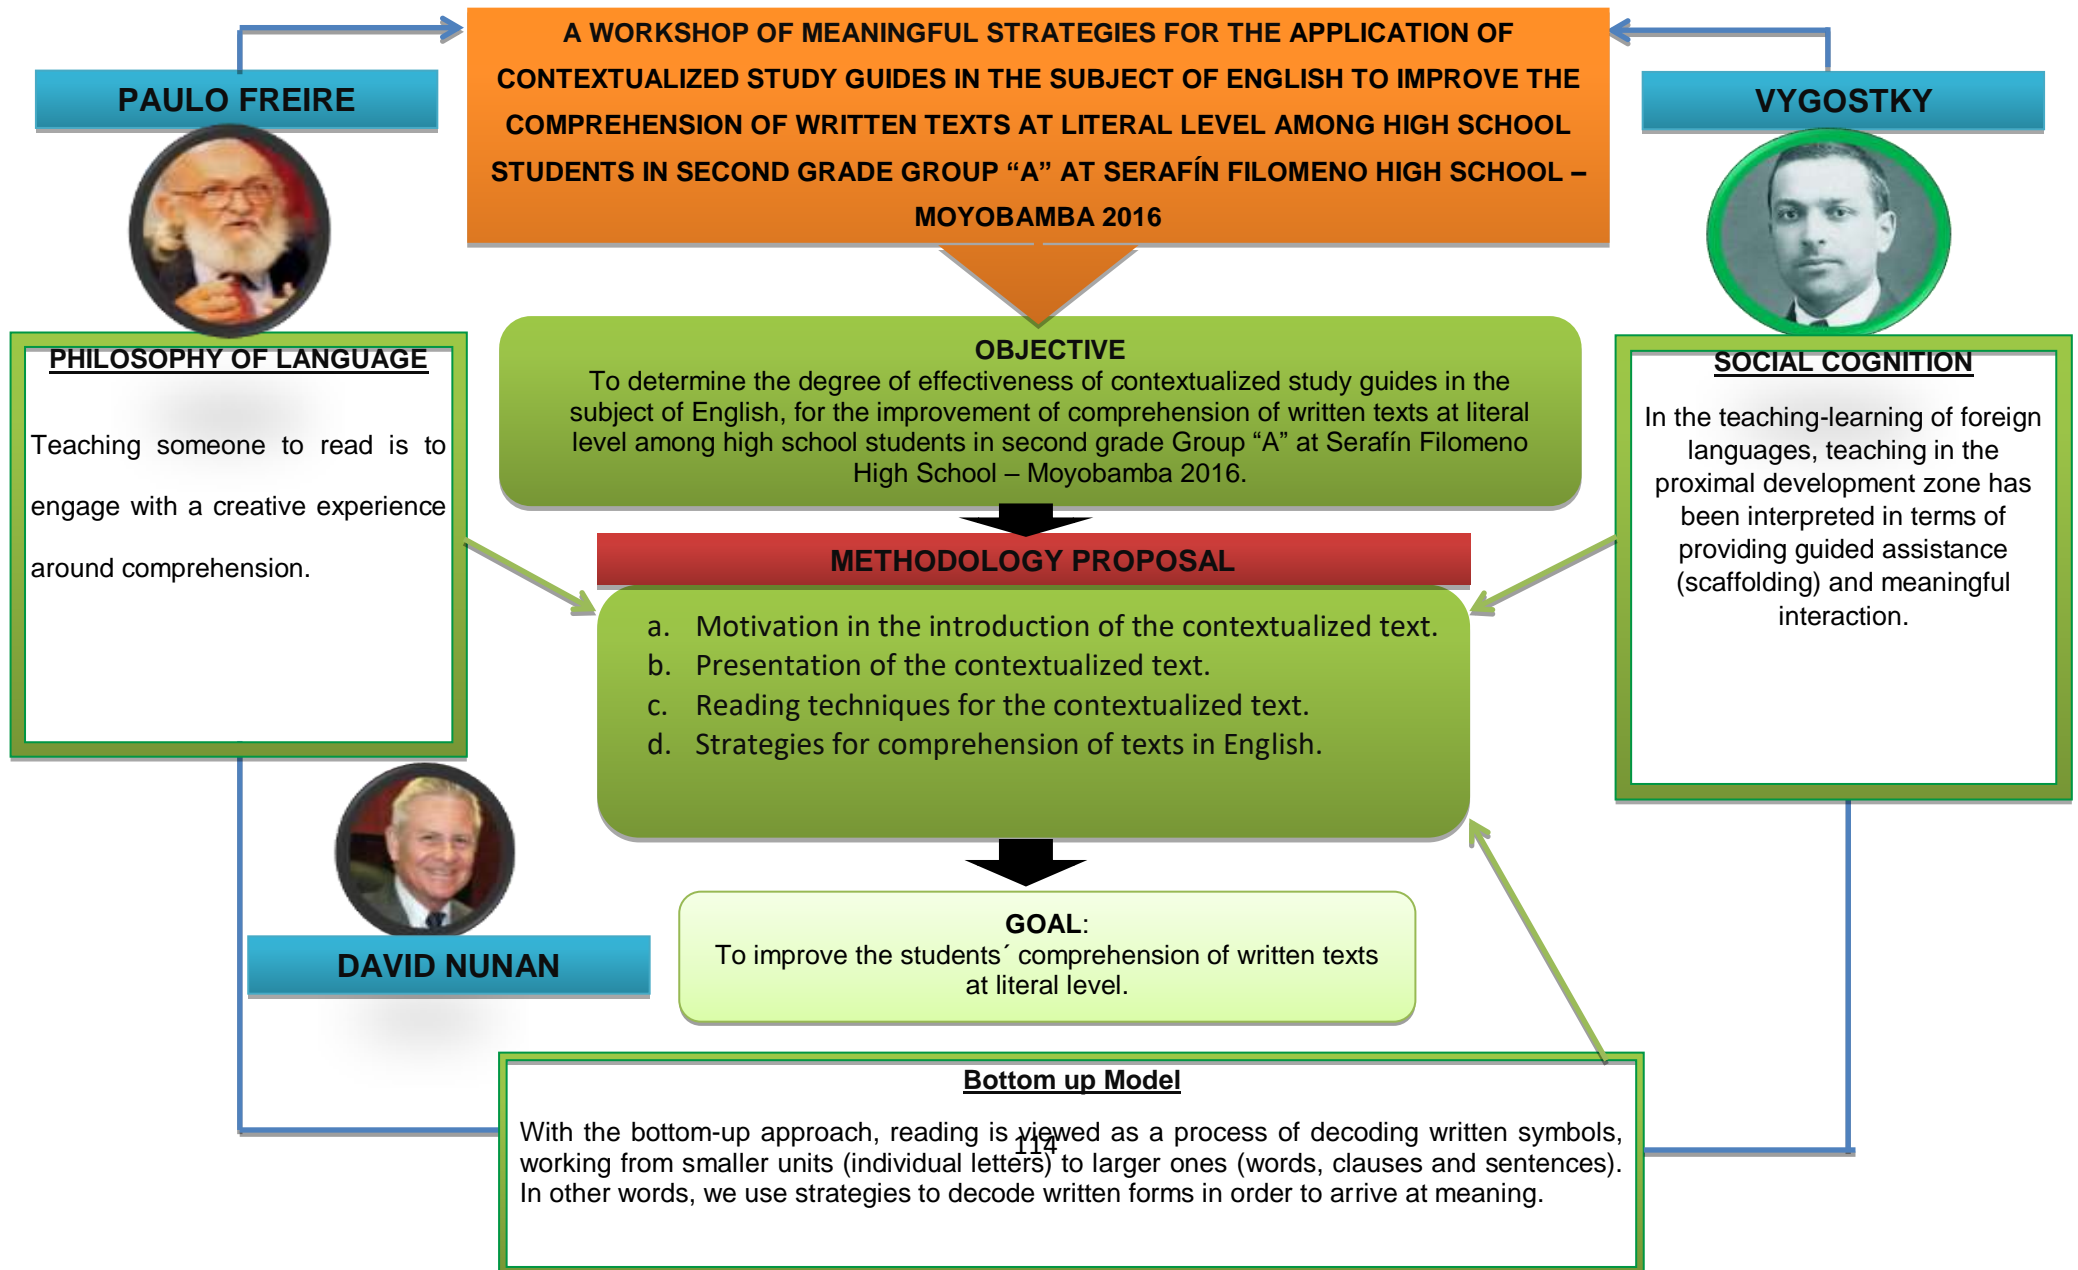 A WORKSHOP OF MEANINGFUL STRATEGIES FOR THE APPLICATION OF
CONTEXTUALIZED STUDY GUIDES IN THE SUBJECT OF ENGLISH TO IMPROVE THE
COMPREHENSION OF WRITTEN TEXTS AT LITERAL LEVEL AMONG HIGH SCHOOL
STUDENTS IN SECOND GRADE GROUP “A” AT SERAFÍN FILOMENO HIGH SCHOOL –
MOYOBAMBA 2016
PAULO FREIRE
VYGOSTKY
PHILOSOPHY OF LANGUAGE
Teaching someone to read is to
engage with a creative experience
around comprehension.
OBJECTIVE
To determine the degree of effectiveness of contextualized study guides in the
subject of English, for the improvement of comprehension of written texts at literal
level among high school students in second grade Group “A” at Serafín Filomeno
High School – Moyobamba 2016.
SOCIAL COGNITION
In the teaching-learning of foreign
languages, teaching in the
proximal development zone has
been interpreted in terms of
providing guided assistance
(scaffolding) and meaningful
interaction.
METHODOLOGY PROPOSAL
a. Motivation in the introduction of the contextualized text.
b. Presentation of the contextualized text.
c. Reading techniques for the contextualized text.
d. Strategies for comprehension of texts in English.
DAVID NUNAN
GOAL:
To improve the students´ comprehension of written texts
at literal level.
Bottom up Model
With the bottom-up approach, reading is viewed as a process of decoding written symbols,
working from smaller units (individual letters) to larger ones (words, clauses and sentences).
In other words, we use strategies to decode written forms in order to arrive at meaning.
114